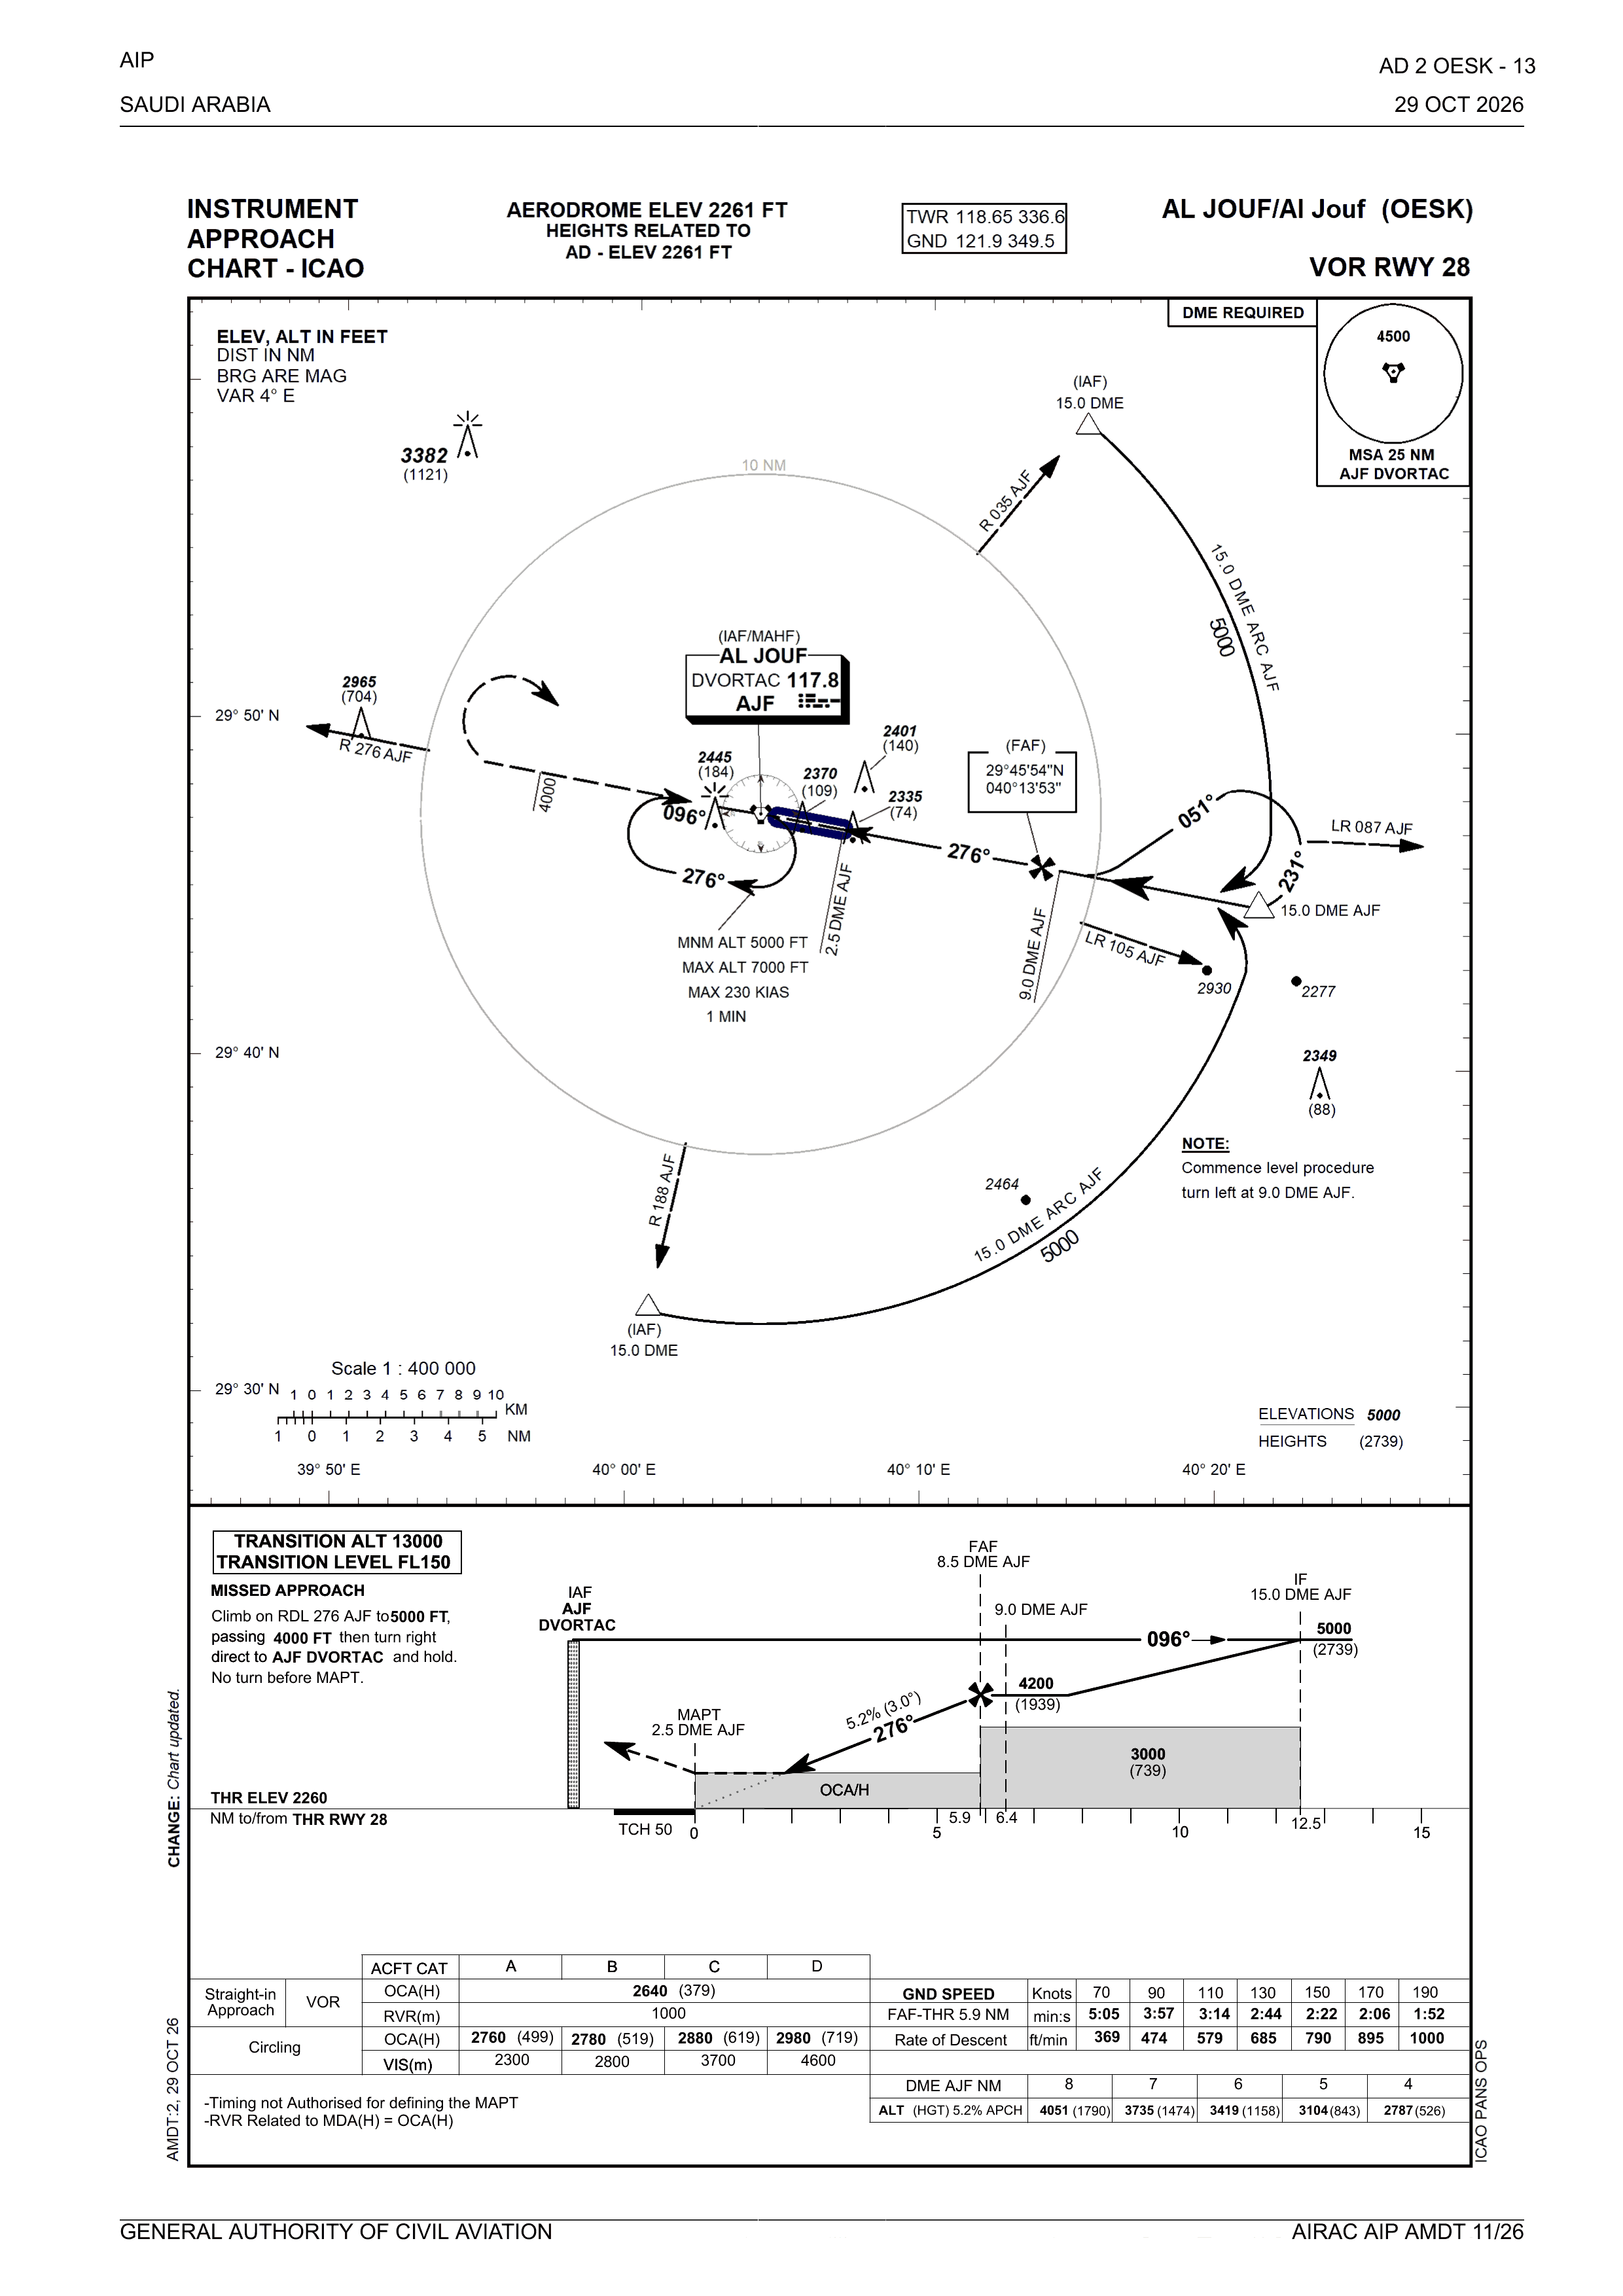 AIP
AD 2 OESK - 13
SAUDI ARABIA
29 OCT 2026
INSTRUMENT
APPROACH
CHART - ICAO
AERODROME ELEV 2261 FT
HEIGHTS RELATED TO
AD - ELEV 2261 FT
TWR 118.65 336.6
GND 121.9 349.5
AL JOUF/Al Jouf (OESK)
VOR RWY 28
ELEV, ALT IN FEET
DIST IN NM
BRG ARE MAG
VAR 4° E
DME REQUIRED
4500
MSA 25 NM
AJF DVORTAC
(IAF)
15.0 DME
3382
(1121)
10 NM
R 035 AJF
15.0 DME ARC AJF
5000
(IAF/MAHF)
AL JOUF
DVORTAC 117.8
AJF
2965
(704)
29° 50' N
R 276 AJF
4000
2445
(184)
2401
(140)
2370
(109)
2335
(74)
(FAF)
29°45'54"N
040°13'53"
096°
276°
276°
051°
231°
LR 087 AJF
15.0 DME AJF
LR 105 AJF
2930
2277
2.5 DME AJF
9.0 DME AJF
MNM ALT 5000 FT
MAX ALT 7000 FT
MAX 230 KIAS
1 MIN
29° 40' N
2349
(88)
NOTE:
Commence level procedure
turn left at 9.0 DME AJF.
R 188 AJF
2464
15.0 DME ARC AJF
5000
(IAF)
15.0 DME
Scale 1 : 400 000
29° 30' N
1 0 1 2 3 4 5 6 7 8 9 10
KM
1 0 1 2 3 4 5 NM
ELEVATIONS 5000
HEIGHTS (2739)
39° 50' E
40° 00' E
40° 10' E
40° 20' E
TRANSITION ALT 13000
TRANSITION LEVEL FL150
MISSED APPROACH
Climb on RDL 276 AJF to 5000 FT,
passing 4000 FT then turn right
direct to AJF DVORTAC and hold.
No turn before MAPT.
IAF
AJF
DVORTAC
FAF
8.5 DME AJF
9.0 DME AJF
IF
15.0 DME AJF
096°
5000
(2739)
4200
(1939)
5.2% (3.0°)
276°
MAPT
2.5 DME AJF
3000
(739)
OCA/H
THR ELEV 2260
NM to/from THR RWY 28
TCH 50
0
5
5.9
6.4
10
12.5
15
CHANGE: Chart updated.
AMDT:2, 29 OCT 26
ACFT CAT A B C D
Straight-in
Approach
VOR
OCA(H) 2640 (379)
RVR(m) 1000
Circling
OCA(H) 2760 (499) 2780 (519) 2880 (619) 2980 (719)
VIS(m) 2300 2800 3700 4600
GND SPEED Knots 70 90 110 130 150 170 190
FAF-THR 5.9 NM min:s 5:05 3:57 3:14 2:44 2:22 2:06 1:52
Rate of Descent ft/min 369 474 579 685 790 895 1000
DME AJF NM 8 7 6 5 4
ALT (HGT) 5.2% APCH 4051 (1790) 3735 (1474) 3419 (1158) 3104 (843) 2787 (526)
-Timing not Authorised for defining the MAPT
-RVR Related to MDA(H) = OCA(H)
ICAO PANS OPS
GENERAL AUTHORITY OF CIVIL AVIATION
AIRAC AIP AMDT 11/26